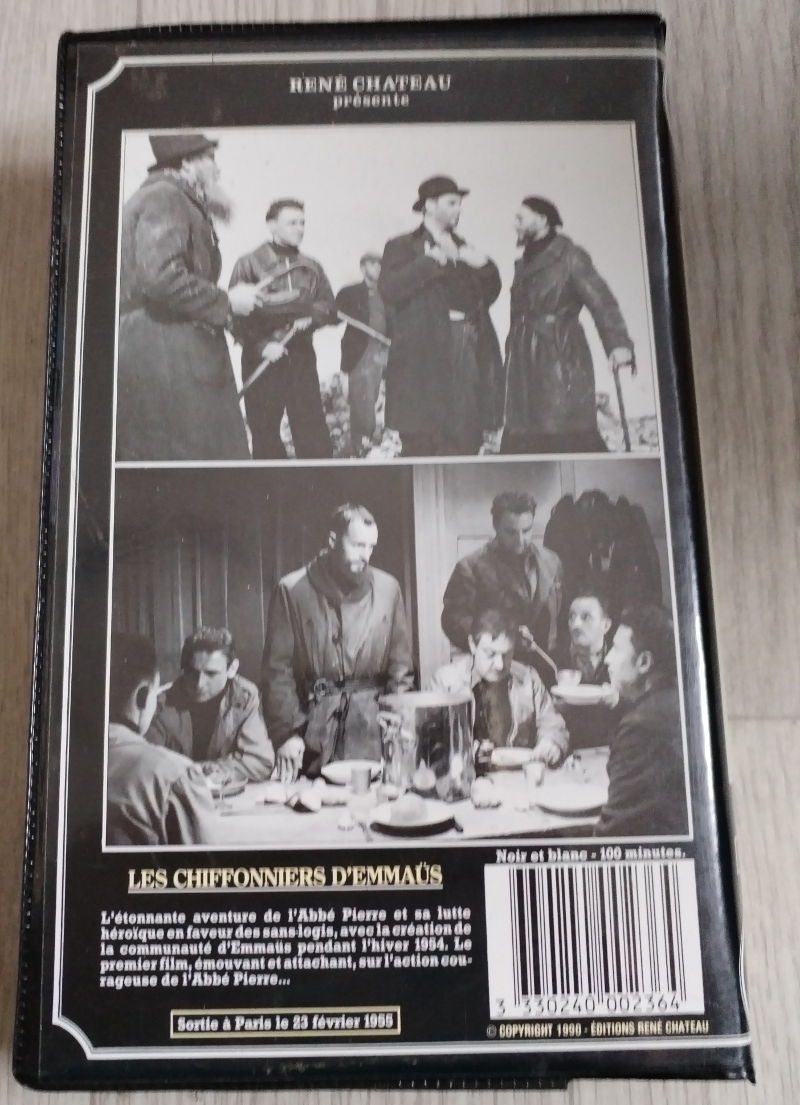 RENÉ CHATEAU
présente
Noir et blanc - 100 minutes.
LES CHIFFONNIERS D'EMMAÜS
L'étonnante aventure de l'Abbé Pierre et sa lutte
héroïque en faveur des sans-logis, avec la création de
la communauté d'Emmaüs pendant l'hiver 1954. Le
premier film, émouvant et attachant, sur l'action cou-
rageuse de l'Abbé Pierre...
Sortie à Paris le 23 février 1955
3 330240 002364
© COPYRIGHT 1990 - ÉDITIONS RENÉ CHATEAU